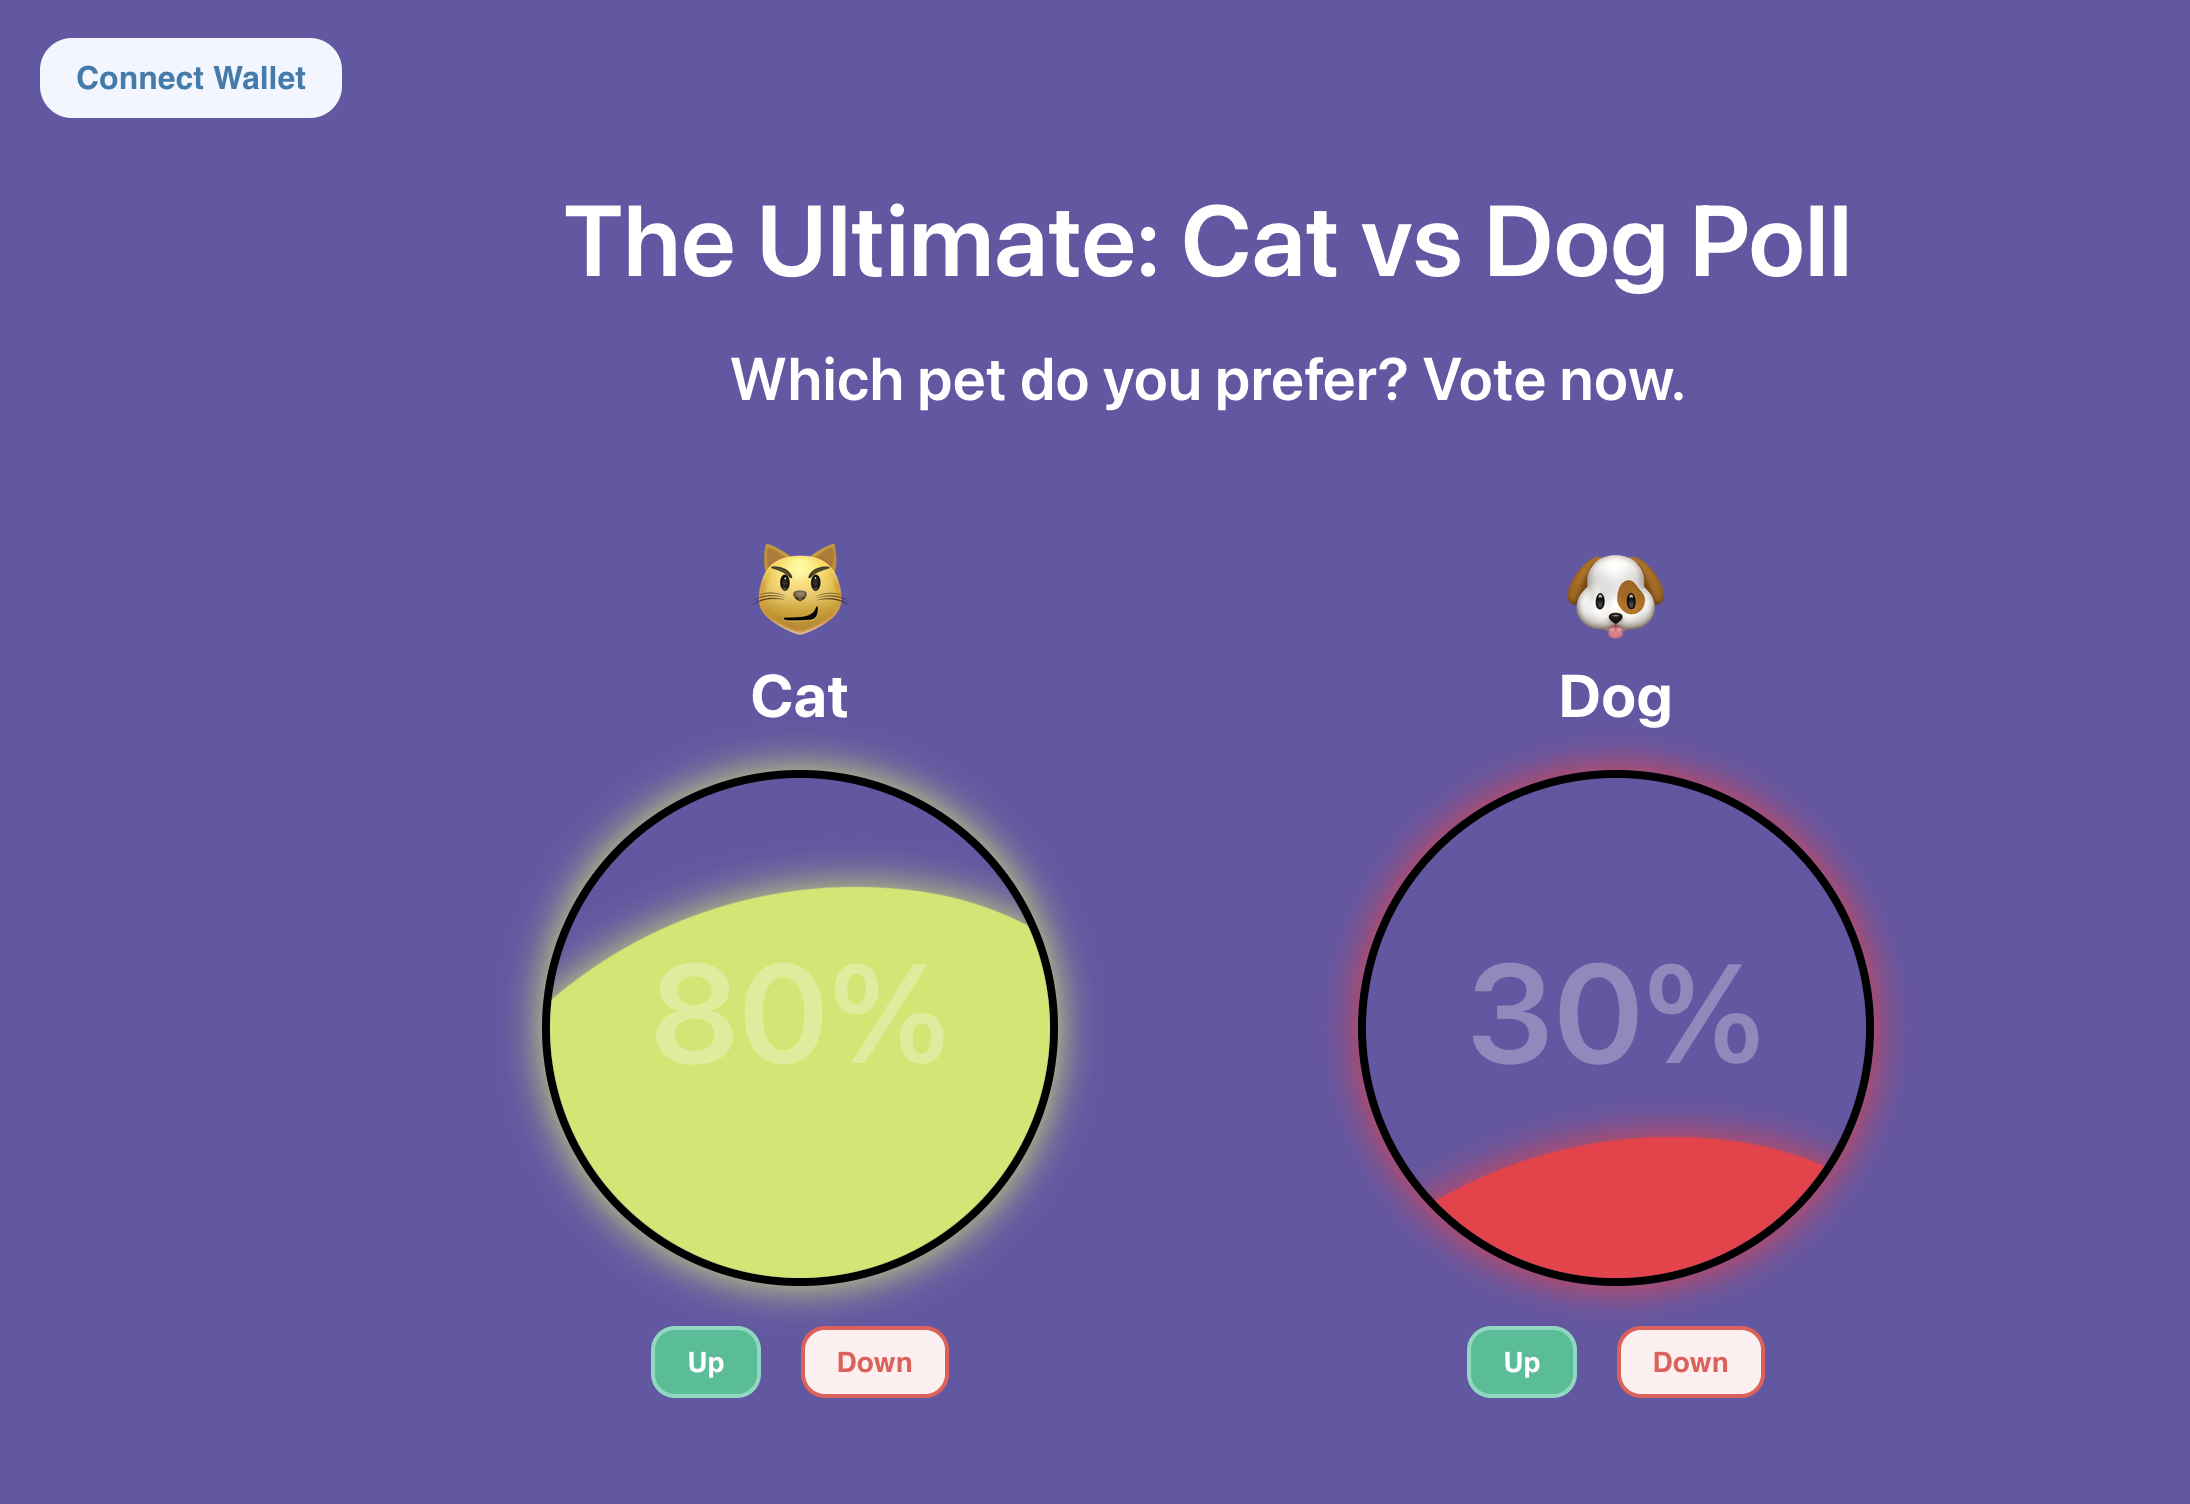 Connect Wallet
The Ultimate: Cat vs Dog Poll
Which pet do you prefer? Vote now.
Cat
Dog
80%
30%
Up
Down
Up
Down